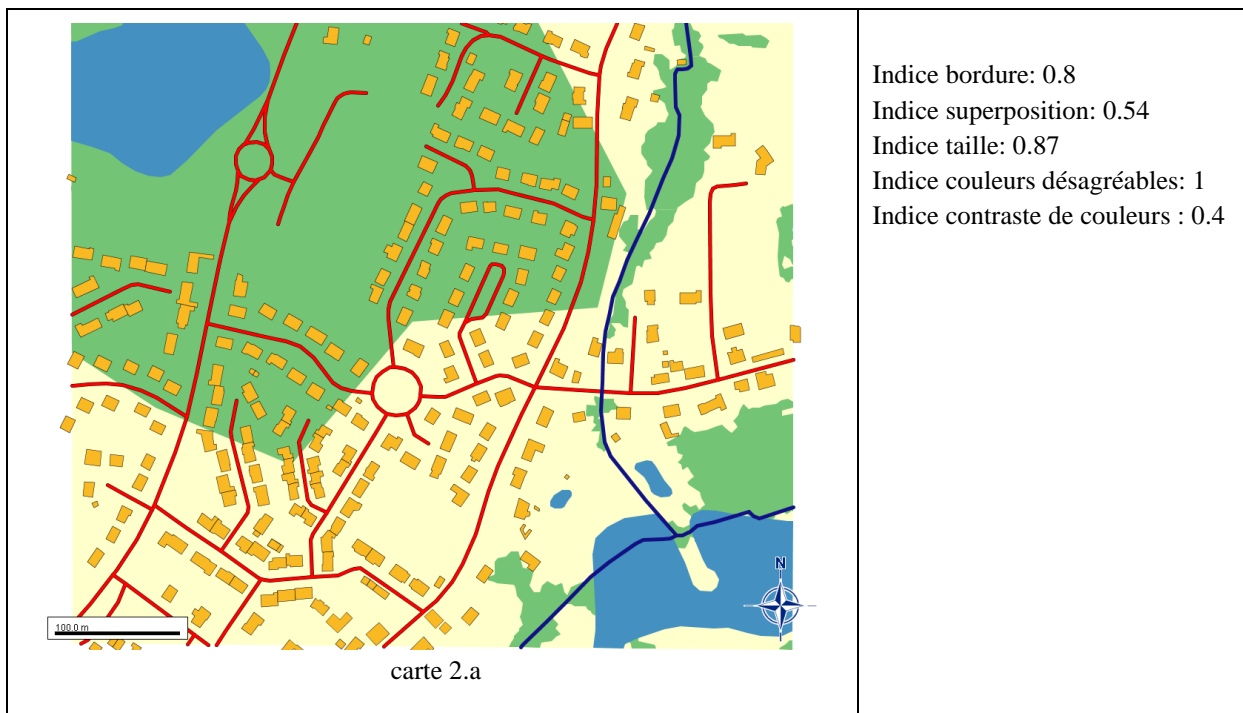 Indice bordure: 0.8
Indice superposition: 0.54
Indice taille: 0.87
Indice couleurs désagréables: 1
Indice contraste de couleurs : 0.4
N
100.0 m
carte 2.a